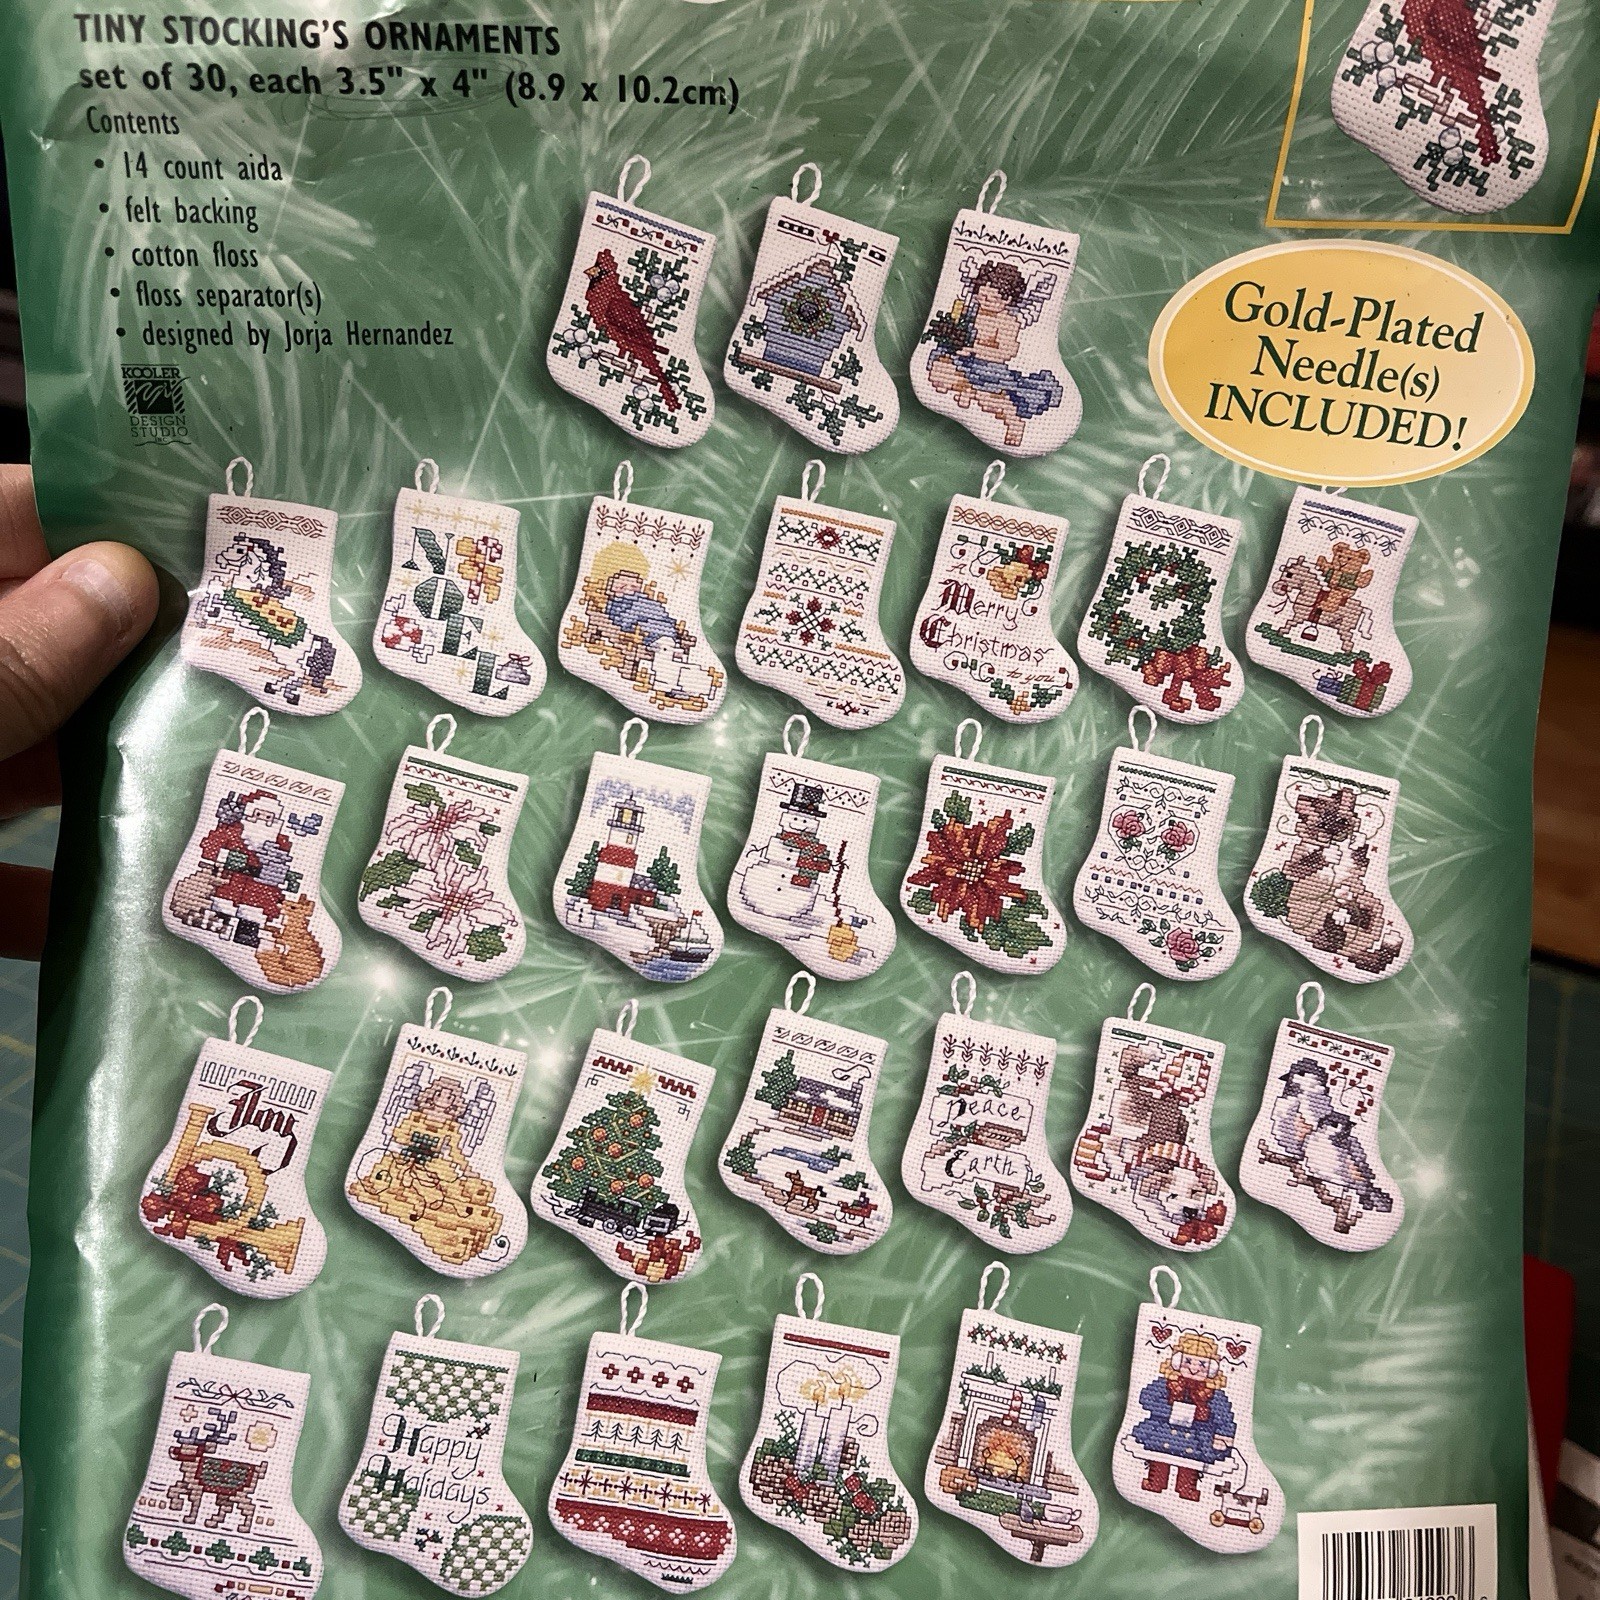 TINY STOCKING'S ORNAMENTS
set of 30, each 3.5" x 4" (8.9 x 10.2cm)
Contents
• 14 count aida
• felt backing
• cotton floss
• floss separator(s)
• designed by Jorja Hernandez
KOOLER
DESIGN
STUDIO
INC.
Gold-Plated
Needle(s)
INCLUDED!
NOEL
A
Merry
Christmas
to you
Joy
Peace
Earth
Happy
Holidays